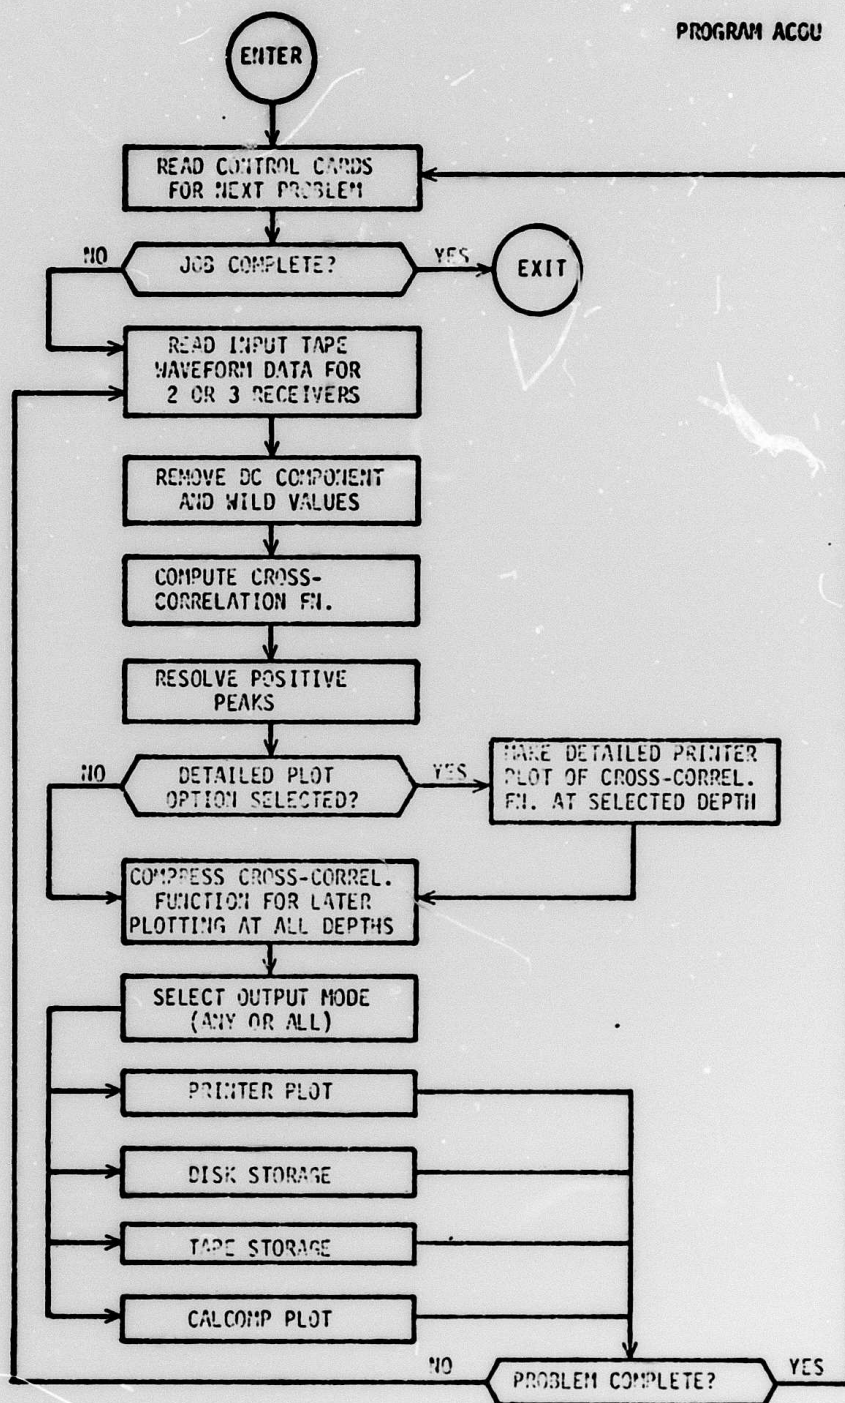 PROGRAM ACGU
ENTER
READ CONTROL CARDS
FOR NEXT PROBLEM
NO
JOB COMPLETE?
YES
EXIT
READ INPUT TAPE
WAVEFORM DATA FOR
2 OR 3 RECEIVERS
REMOVE DC COMPONENT
AND WILD VALUES
COMPUTE CROSS-
CORRELATION FN.
RESOLVE POSITIVE
PEAKS
NO
DETAILED PLOT
OPTION SELECTED?
YES
MAKE DETAILED PRINTER
PLOT OF CROSS-CORREL.
FN. AT SELECTED DEPTH
COMPRESS CROSS-CORREL.
FUNCTION FOR LATER
PLOTTING AT ALL DEPTHS
SELECT OUTPUT MODE
(ANY OR ALL)
PRINTER PLOT
DISK STORAGE
TAPE STORAGE
CALCOMP PLOT
NO
PROBLEM COMPLETE?
YES